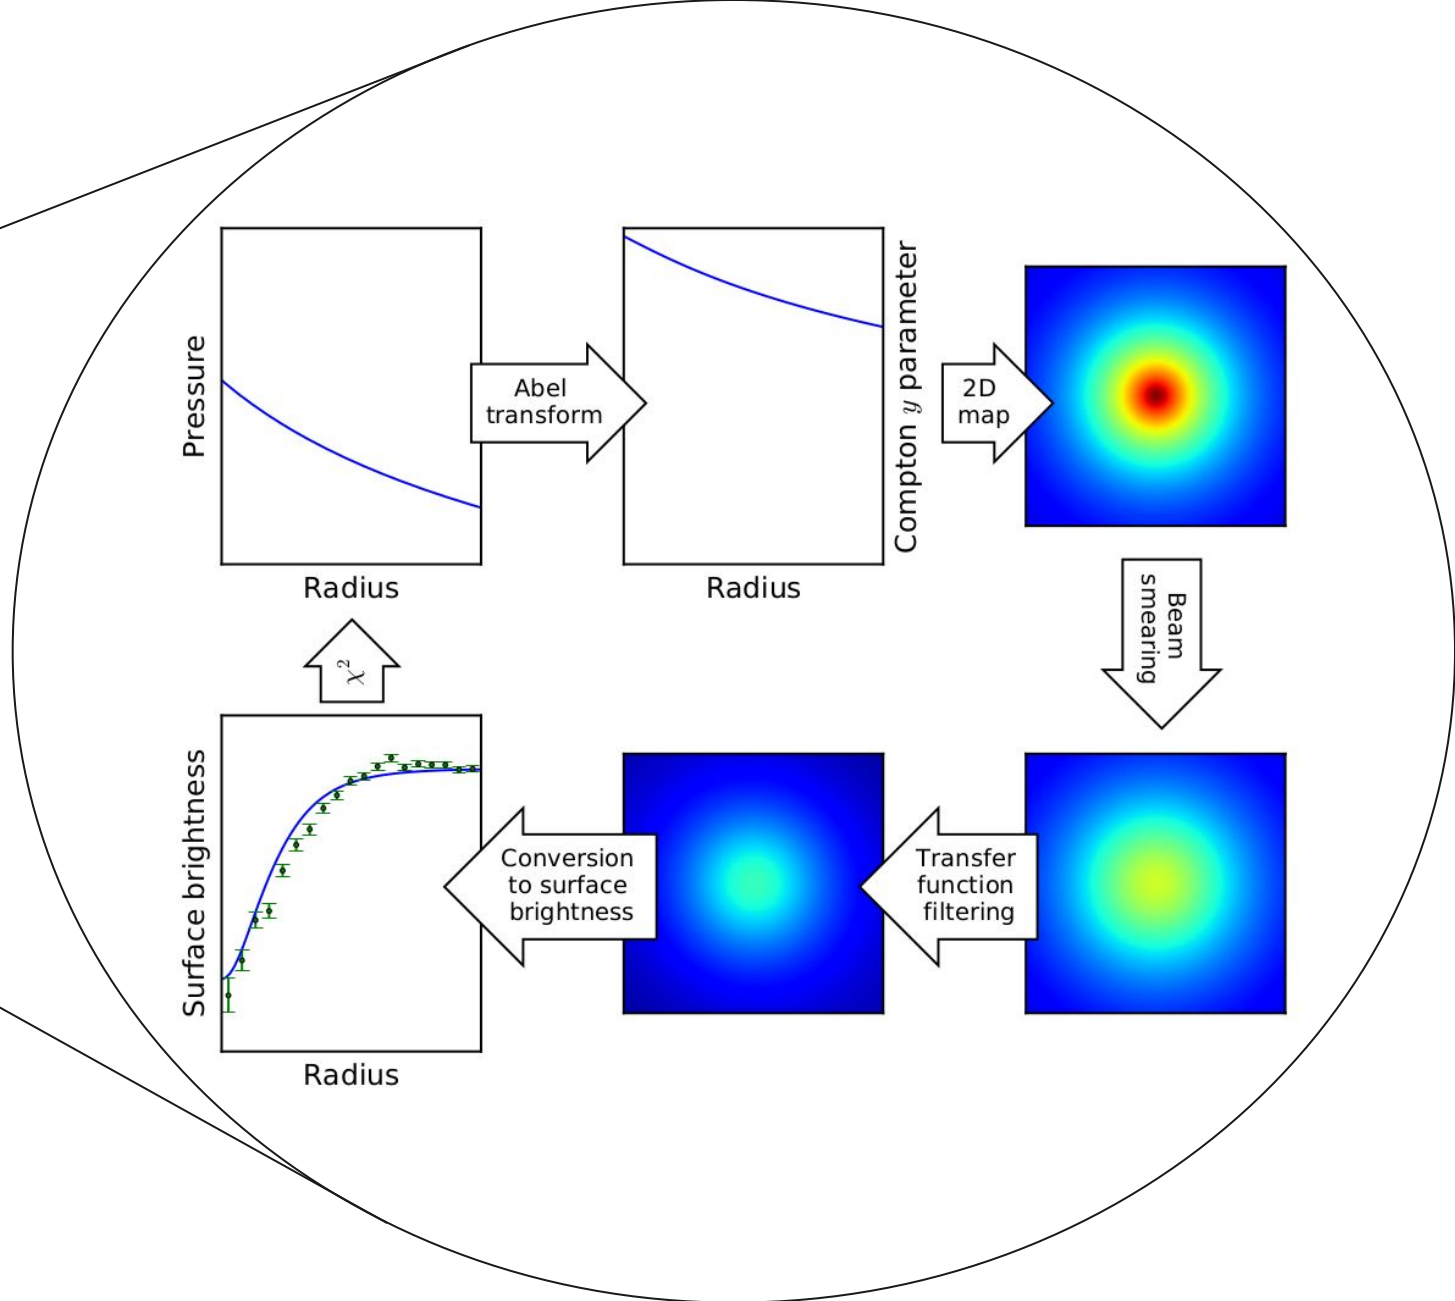 Pressure
Radius
Abel
transform
Compton y parameter
Radius
2D
map
Beam
smearing
Transfer
function
filtering
Conversion
to surface
brightness
Surface brightness
Radius
χ²